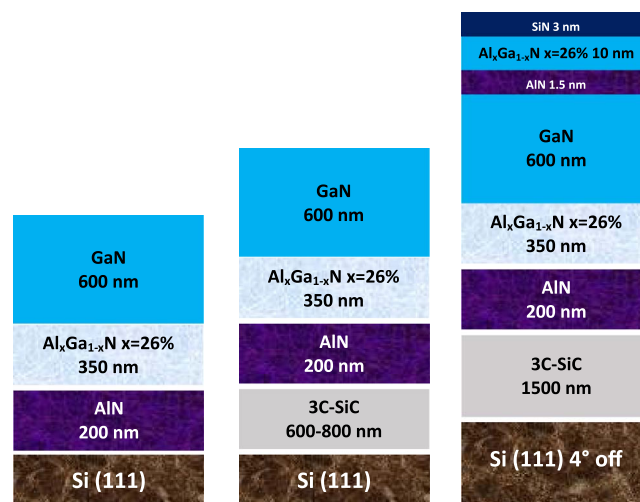 GaN
600 nm
AlₓGa₁₋ₓN x=26%
350 nm
AlN
200 nm
Si (111)
GaN
600 nm
AlₓGa₁₋ₓN x=26%
350 nm
AlN
200 nm
3C-SiC
600-800 nm
Si (111)
SiN 3 nm
AlₓGa₁₋ₓN x=26% 10 nm
AlN 1.5 nm
GaN
600 nm
AlₓGa₁₋ₓN x=26%
350 nm
AlN
200 nm
3C-SiC
1500 nm
Si (111) 4° off